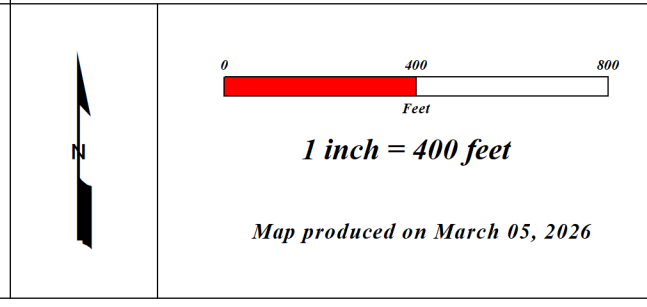 0 400 800
Feet
N
1 inch = 400 feet
Map produced on March 05, 2026